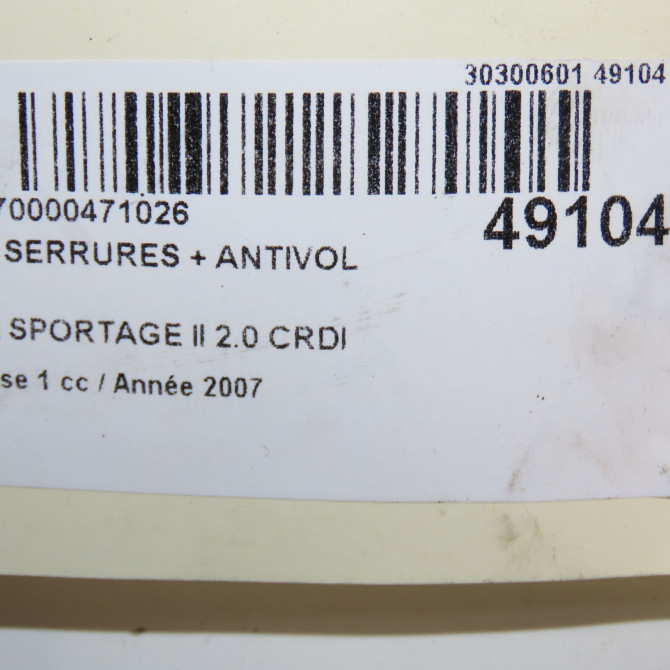 30300601 49104
70000471026
49104
SERRURES + ANTIVOL
SPORTAGE II 2.0 CRDI
se 1 cc / Année 2007